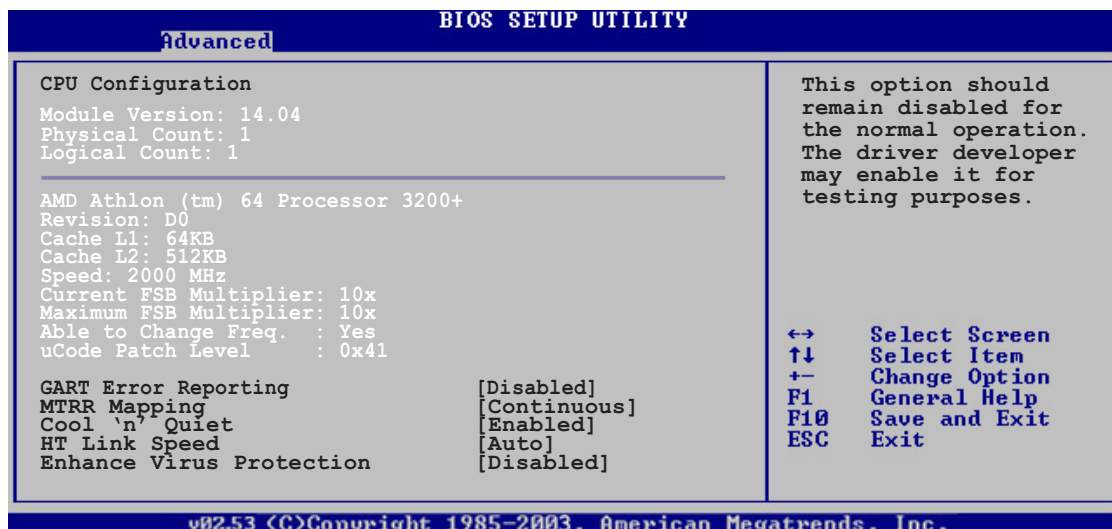 BIOS SETUP UTILITY
Advanced
CPU Configuration
Module Version: 14.04
Physical Count: 1
Logical Count: 1
AMD Athlon (tm) 64 Processor 3200+
Revision: D0
Cache L1: 64KB
Cache L2: 512KB
Speed: 2000 MHz
Current FSB Multiplier: 10x
Maximum FSB Multiplier: 10x
Able to Change Freq. : Yes
uCode Patch Level : 0x41
GART Error Reporting [Disabled]
MTRR Mapping [Continuous]
Cool ‘n’ Quiet [Enabled]
HT Link Speed [Auto]
Enhance Virus Protection [Disabled]
This option should
remain disabled for
the normal operation.
The driver developer
may enable it for
testing purposes.
←→ Select Screen
↑↓ Select Item
+- Change Option
F1 General Help
F10 Save and Exit
ESC Exit
v02.53 (C)Copyright 1985-2003, American Megatrends, Inc.